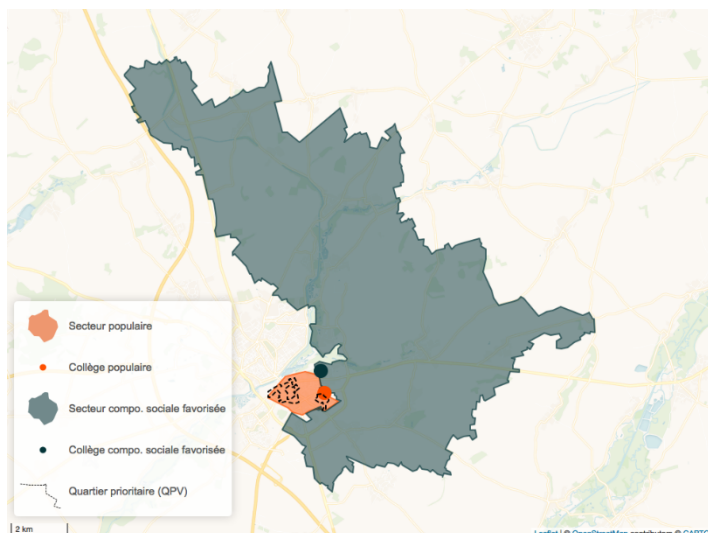 Secteur populaire
Collège populaire
Secteur compo. sociale favorisée
Collège compo. sociale favorisée
Quartier prioritaire (QPV)
2 km
Leaflet | © OpenStreetMap contributors ©